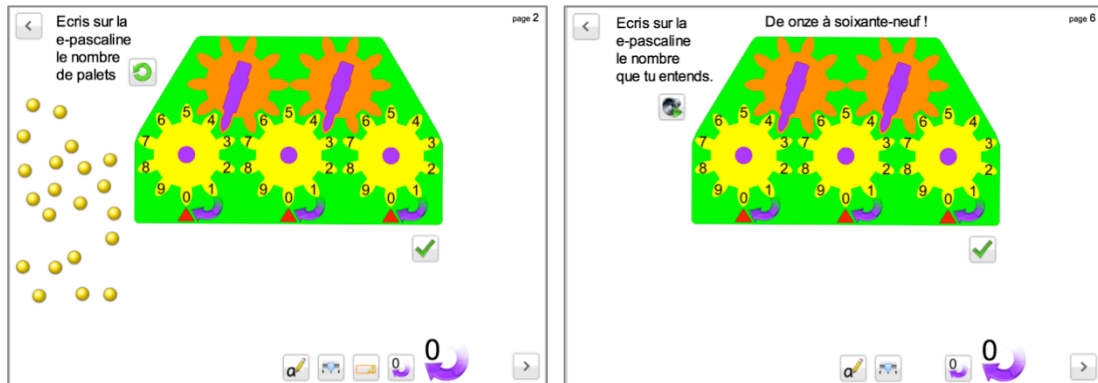 page 2
Ecris sur la
e-pascaline
le nombre
de palets
5 5 5
6 4 6 4 6 4
7 3 7 3 7 3
8 2 8 2 8 2
9 1 9 1 9 1
0 0 0
a 0 0
De onze à soixante-neuf !
page 6
Ecris sur la
e-pascaline
le nombre
que tu entends.
5 5 5
6 4 6 4 6 4
7 3 7 3 7 3
8 2 8 2 8 2
9 1 9 1 9 1
0 0 0
a 0 0